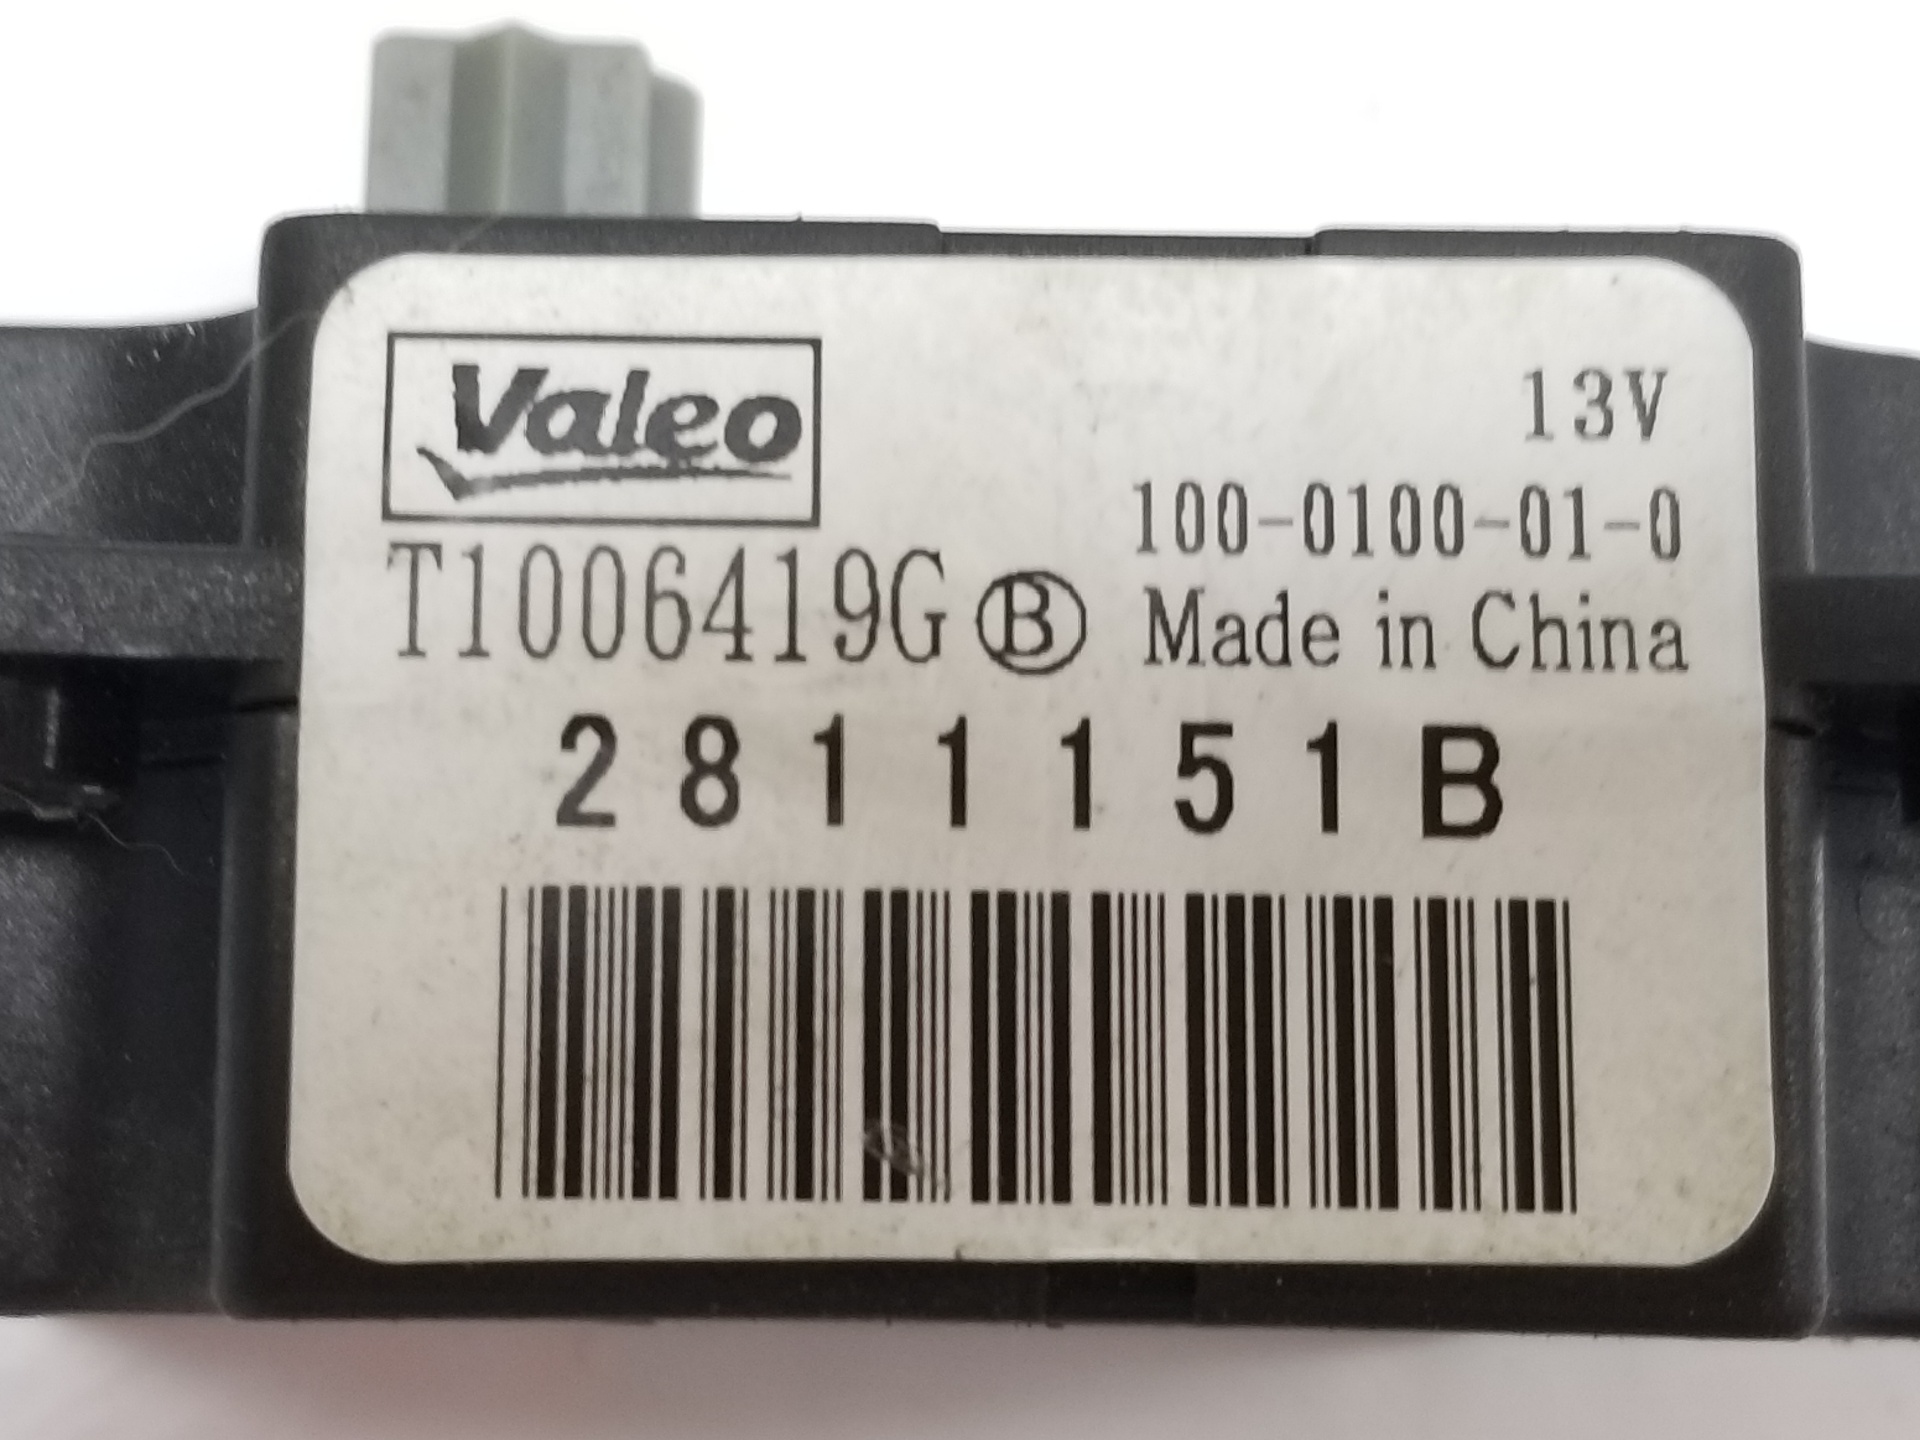 Valeo
13V
100-0100-01-0
T1006419G Ⓑ Made in China
2811151B